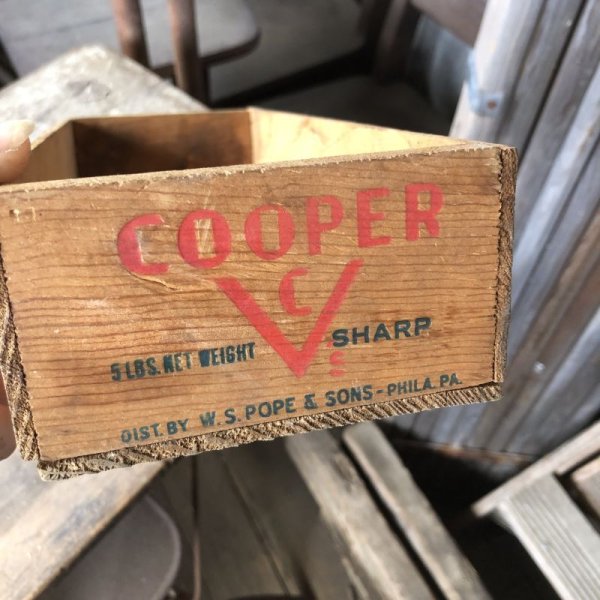 COOPER
C
V's SHARP
5 LBS. NET WEIGHT
DIST. BY W. S. POPE & SONS - PHILA. PA.